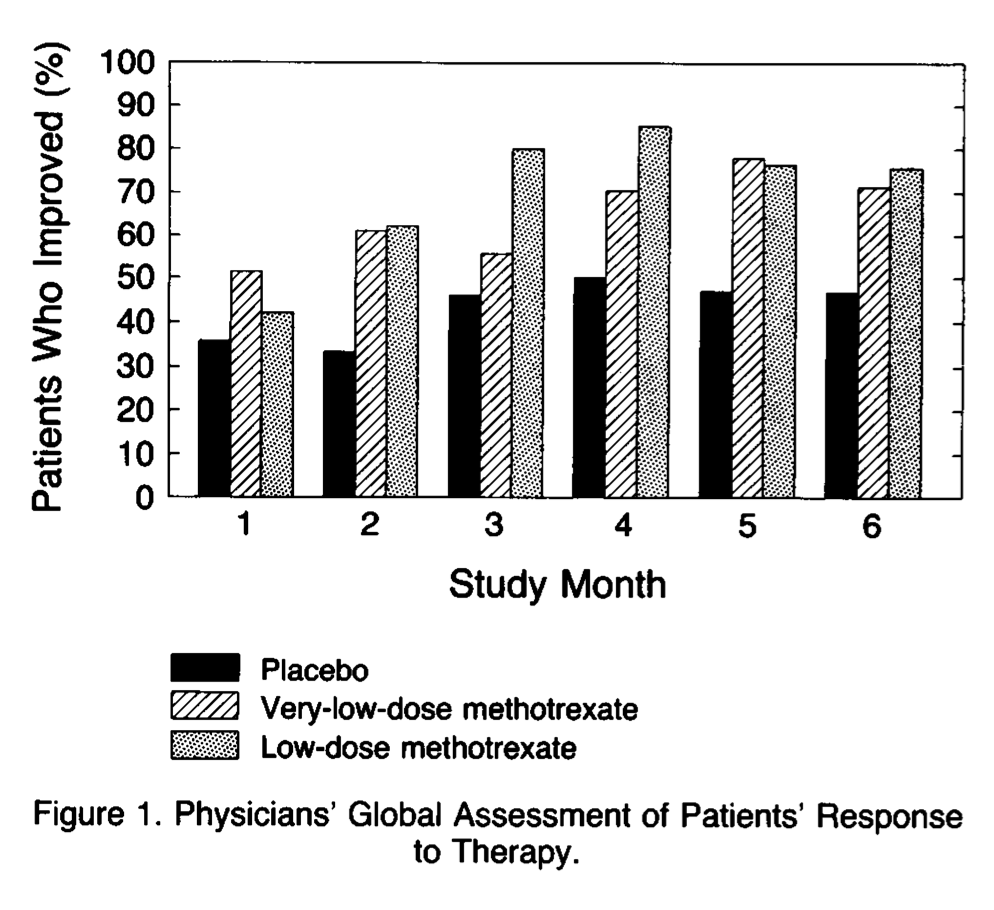 Patients Who Improved (%)
100
90
80
70
60
50
40
30
20
10
0
1 2 3 4 5 6
Study Month
Placebo
Very-low-dose methotrexate
Low-dose methotrexate
Figure 1. Physicians' Global Assessment of Patients' Response
to Therapy.